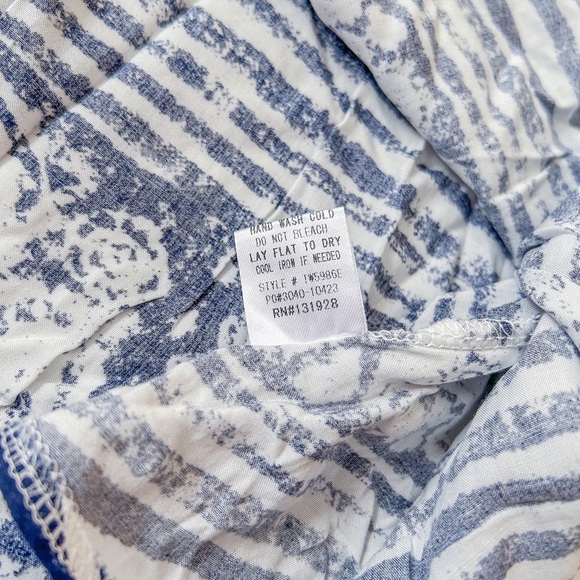 HAND WASH COLD
DO NOT BLEACH
LAY FLAT TO DRY
COOL IRON IF NEEDED
STYLE # TW5986E
PO#3040-10423
RN#131928